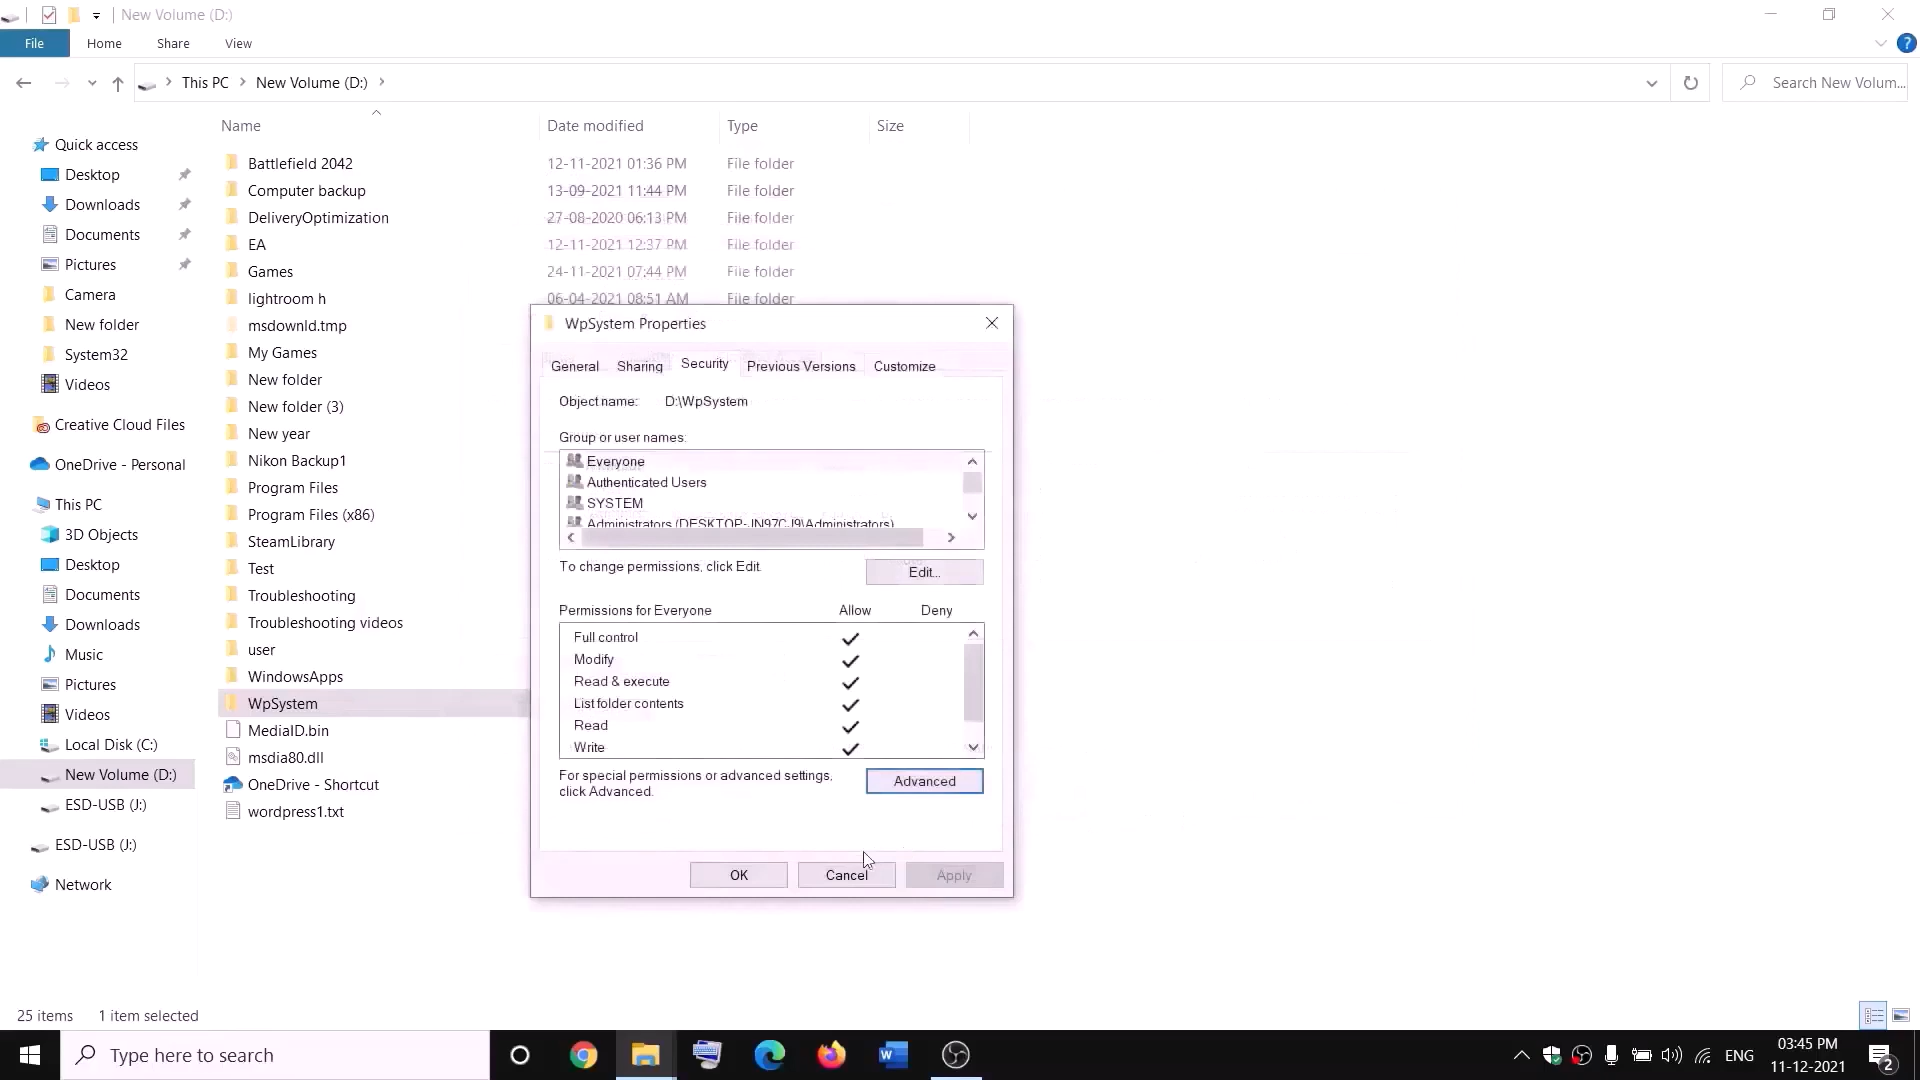 New Volume (D:)
File Home Share View
This PC New Volume (D:) Search New Volum...
Name Date modified Type Size
Quick access
Desktop
Downloads
Documents
Pictures
Camera
New folder
System32
Videos
Creative Cloud Files
OneDrive - Personal
This PC
3D Objects
Desktop
Documents
Downloads
Music
Pictures
Videos
Local Disk (C:)
New Volume (D:)
ESD-USB (J:)
ESD-USB (J:)
Network
Battlefield 2042 12-11-2021 01:36 PM File folder
Computer backup 13-09-2021 11:44 PM File folder
DeliveryOptimization 27-08-2020 06:13 PM File folder
EA 12-11-2021 12:37 PM File folder
Games 24-11-2021 07:44 PM File folder
lightroom h 06-04-2021 08:51 AM File folder
msdownld.tmp
My Games
New folder
New folder (3)
New year
Nikon Backup1
Program Files
Program Files (x86)
SteamLibrary
Test
Troubleshooting
Troubleshooting videos
user
WindowsApps
WpSystem
MediaID.bin
msdia80.dll
OneDrive - Shortcut
wordpress1.txt
WpSystem Properties
General Sharing Security Previous Versions Customize
Object name: D:\WpSystem
Group or user names:
Everyone
Authenticated Users
SYSTEM
Administrators (DESKTOP-JN97CJ9\Administrators)
To change permissions, click Edit. Edit...
Permissions for Everyone Allow Deny
Full control
Modify
Read & execute
List folder contents
Read
Write
For special permissions or advanced settings,
click Advanced. Advanced
OK Cancel Apply
25 items 1 item selected
Type here to search
ENG 03:45 PM
11-12-2021
2